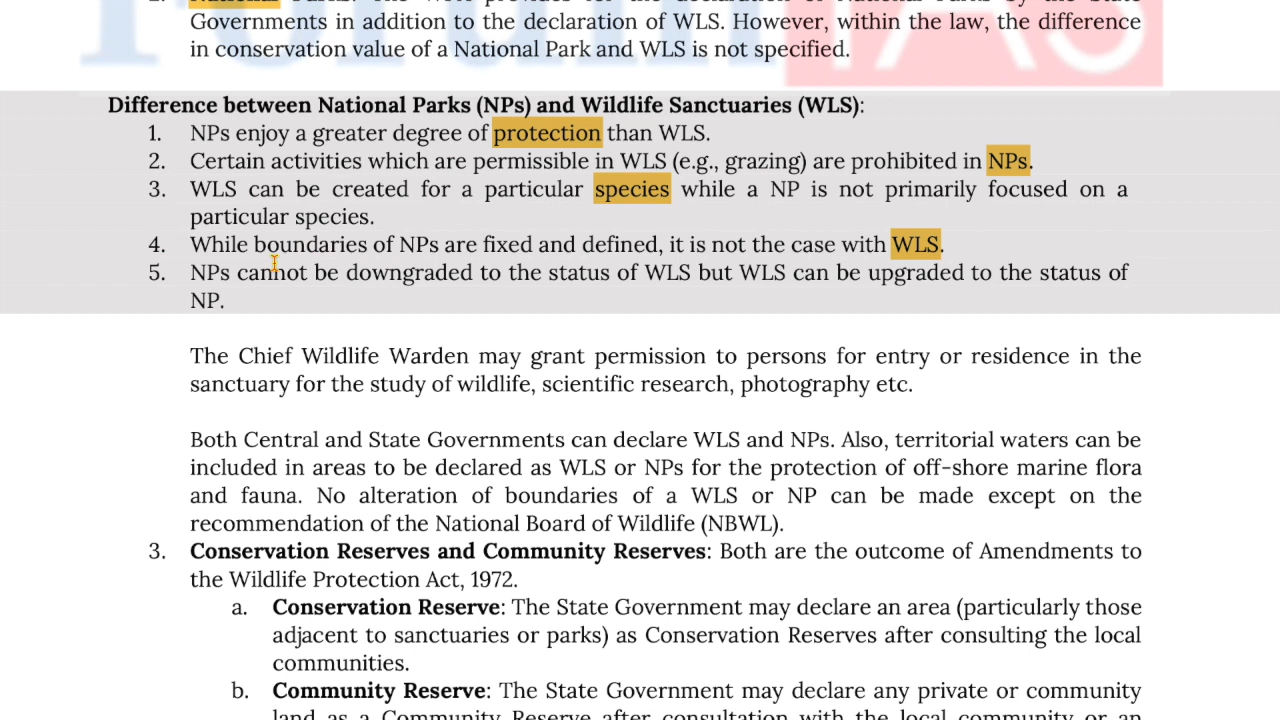 Governments in addition to the declaration of WLS. However, within the law, the difference
in conservation value of a National Park and WLS is not specified.
Difference between National Parks (NPs) and Wildlife Sanctuaries (WLS):
1. NPs enjoy a greater degree of protection than WLS.
2. Certain activities which are permissible in WLS (e.g., grazing) are prohibited in NPs.
3. WLS can be created for a particular species while a NP is not primarily focused on a
particular species.
4. While boundaries of NPs are fixed and defined, it is not the case with WLS.
5. NPs cannot be downgraded to the status of WLS but WLS can be upgraded to the status of
NP.
The Chief Wildlife Warden may grant permission to persons for entry or residence in the
sanctuary for the study of wildlife, scientific research, photography etc.
Both Central and State Governments can declare WLS and NPs. Also, territorial waters can be
included in areas to be declared as WLS or NPs for the protection of off-shore marine flora
and fauna. No alteration of boundaries of a WLS or NP can be made except on the
recommendation of the National Board of Wildlife (NBWL).
3. Conservation Reserves and Community Reserves: Both are the outcome of Amendments to
the Wildlife Protection Act, 1972.
a. Conservation Reserve: The State Government may declare an area (particularly those
adjacent to sanctuaries or parks) as Conservation Reserves after consulting the local
communities.
b. Community Reserve: The State Government may declare any private or community
land as a Community Reserve after consultation with the local community or an